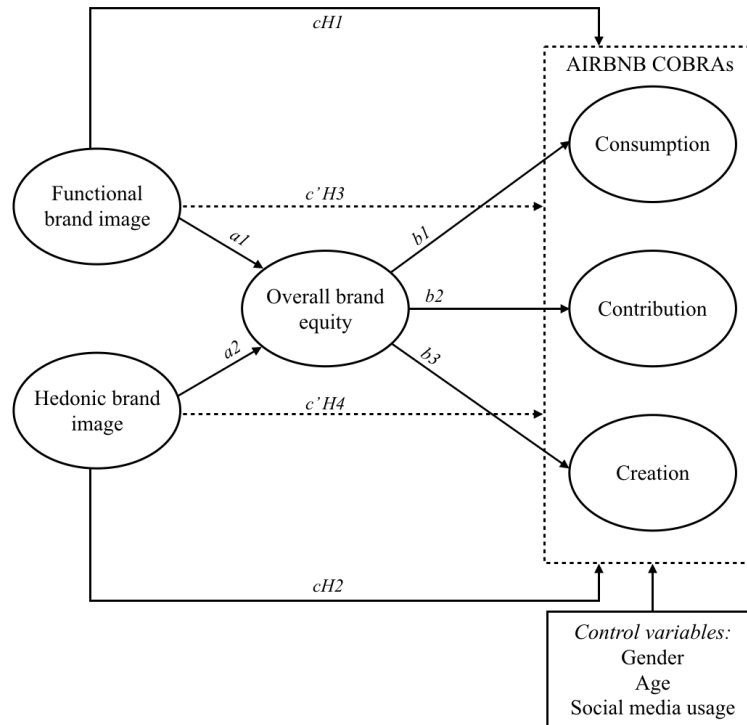 cH1
AIRBNB COBRAs
Consumption
Functional
brand image
c'H3
a1
b1
Overall brand
equity
b2
Contribution
a2
b3
Hedonic brand
image
c'H4
Creation
cH2
Control variables:
Gender
Age
Social media usage